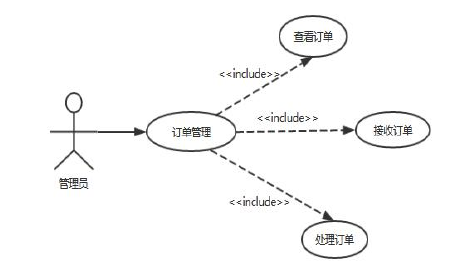 查看订单
<<include>>
<<include>>
订单管理
接收订单
管理员
<<include>>
处理订单